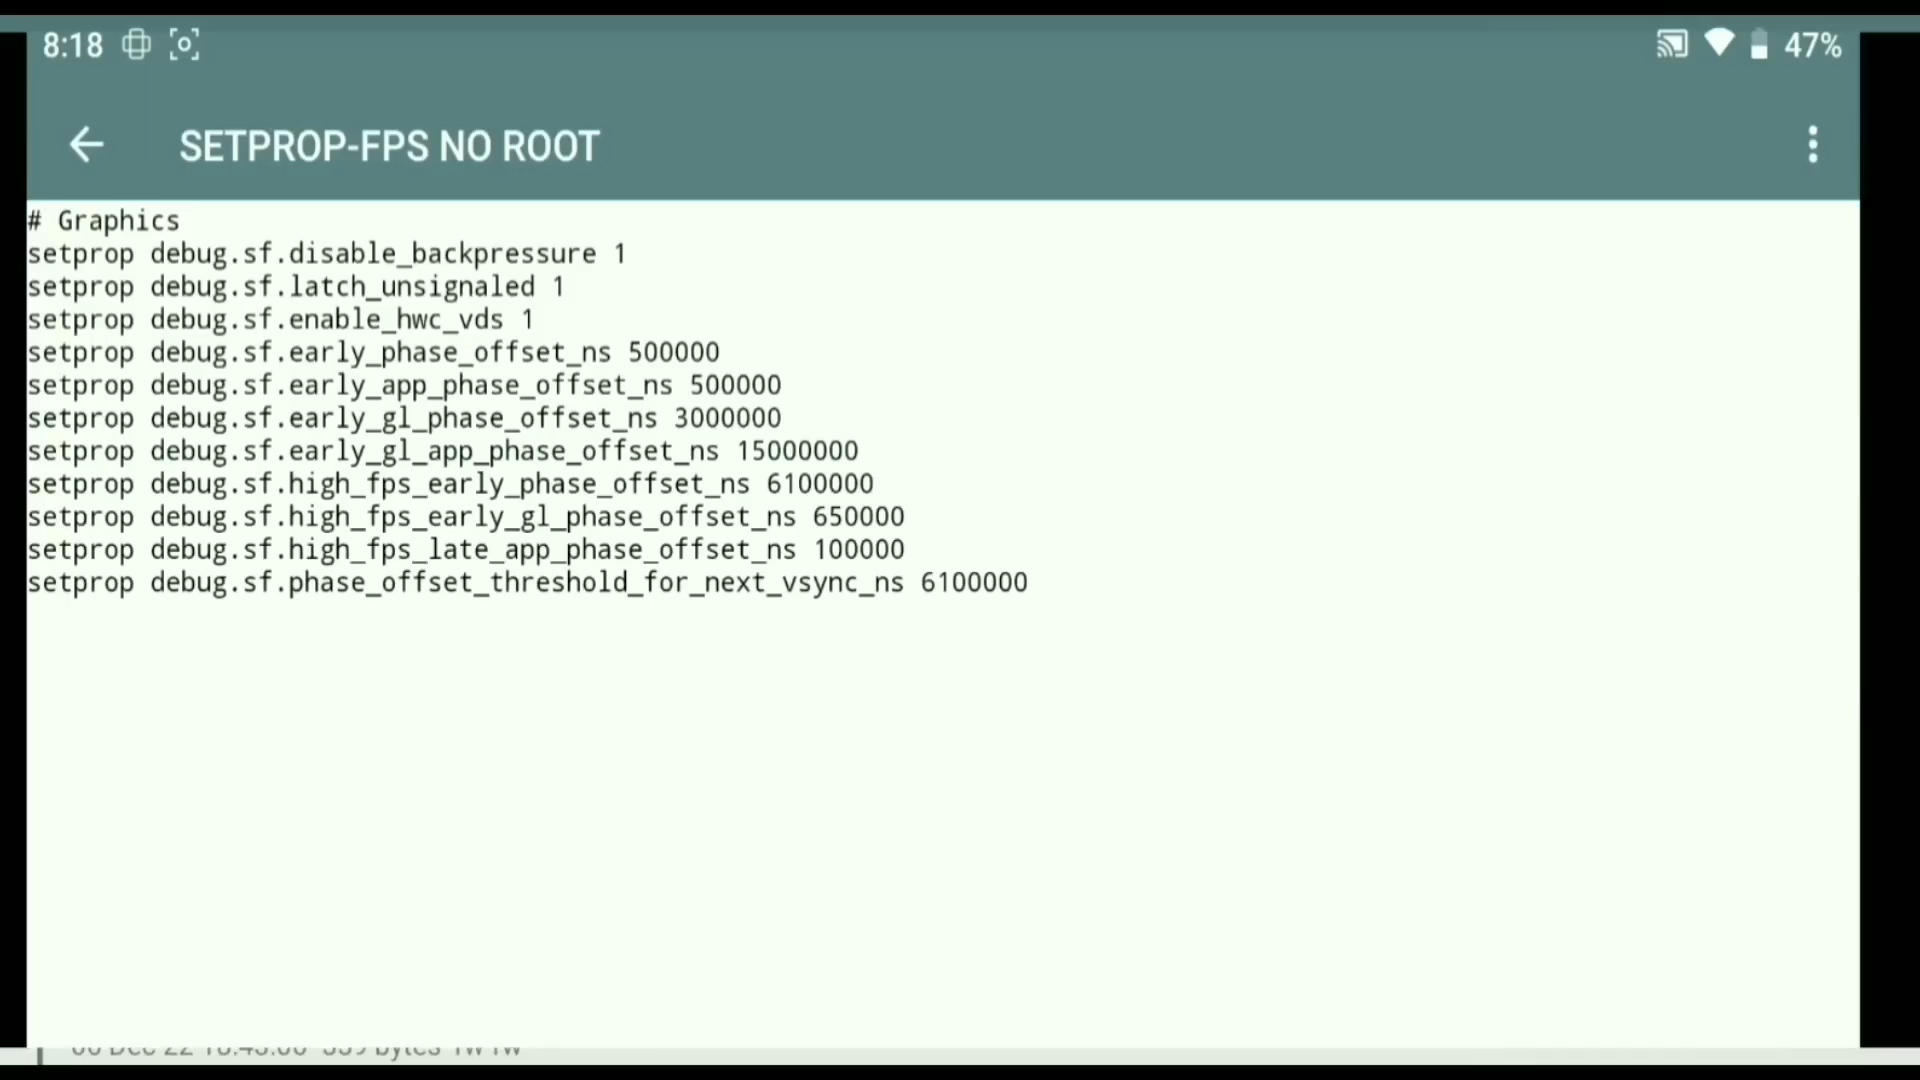 8:18 47%
SETPROP-FPS NO ROOT
# Graphics
setprop debug.sf.disable_backpressure 1
setprop debug.sf.latch_unsignaled 1
setprop debug.sf.enable_hwc_vds 1
setprop debug.sf.early_phase_offset_ns 500000
setprop debug.sf.early_app_phase_offset_ns 500000
setprop debug.sf.early_gl_phase_offset_ns 3000000
setprop debug.sf.early_gl_app_phase_offset_ns 15000000
setprop debug.sf.high_fps_early_phase_offset_ns 6100000
setprop debug.sf.high_fps_early_gl_phase_offset_ns 650000
setprop debug.sf.high_fps_late_app_phase_offset_ns 100000
setprop debug.sf.phase_offset_threshold_for_next_vsync_ns 6100000